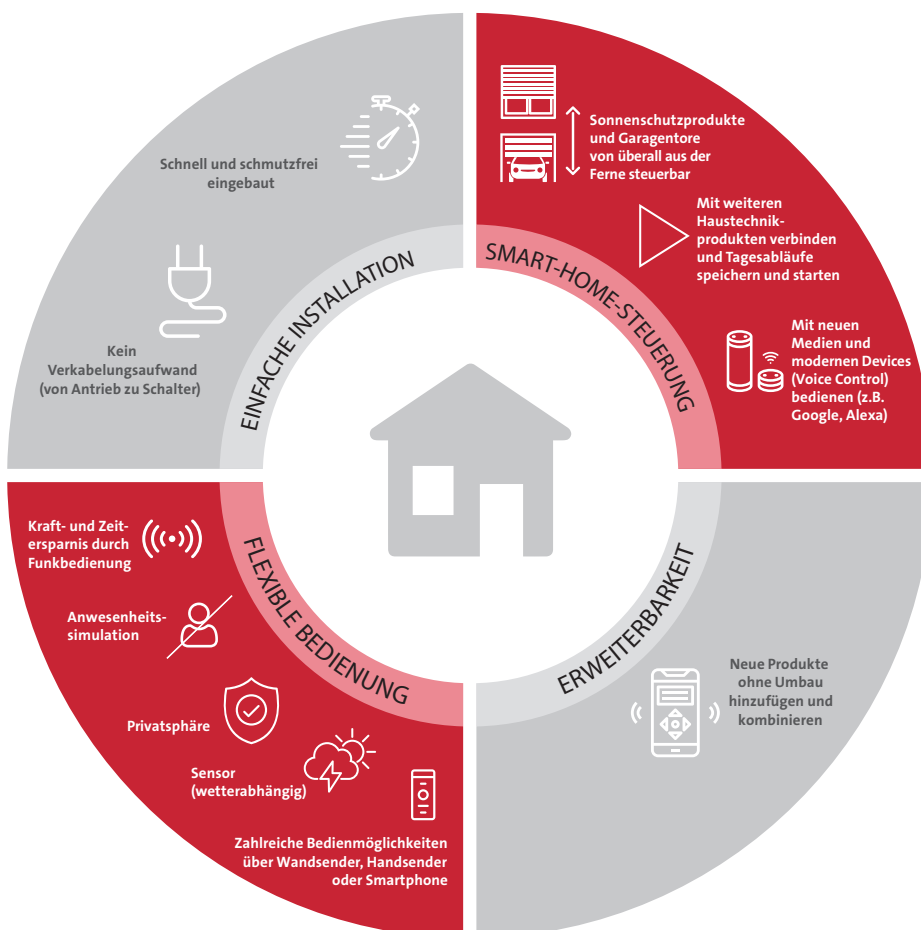 EINFACHE INSTALLATION
Schnell und schmutzfrei
eingebaut
Kein
Verkabelungsaufwand
(von Antrieb zu Schalter)
SMART-HOME-STEUERUNG
Sonnenschutzprodukte
und Garagentore
von überall aus der
Ferne steuerbar
Mit weiteren
Haustechnik-
produkten verbinden
und Tagesabläufe
speichern und starten
Mit neuen
Medien und
modernen Devices
(Voice Control)
bedienen (z.B.
Google, Alexa)
FLEXIBLE BEDIENUNG
Kraft- und Zeit-
ersparnis durch
Funkbedienung
Anwesenheits-
simulation
Privatsphäre
Sensor
(wetterabhängig)
Zahlreiche Bedienmöglichkeiten
über Wandsender, Handsender
oder Smartphone
ERWEITERBARKEIT
Neue Produkte
ohne Umbau
hinzufügen und
kombinieren